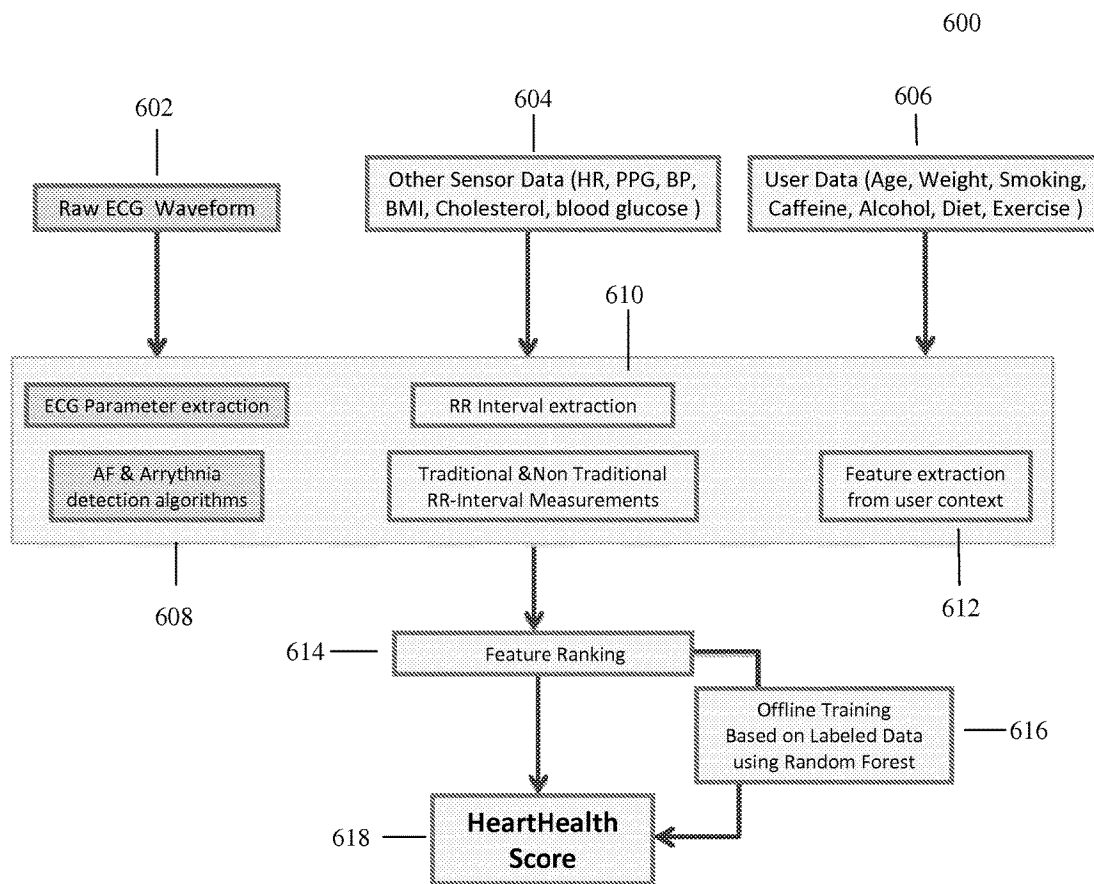 600
602
604
606
Raw ECG Waveform
Other Sensor Data (HR, PPG, BP,
BMI, Cholesterol, blood glucose )
User Data (Age, Weight, Smoking,
Caffeine, Alcohol, Diet, Exercise )
610
ECG Parameter extraction
RR Interval extraction
AF & Arrythnia
detection algorithms
Traditional &Non Traditional
RR-Interval Measurements
Feature extraction
from user context
608
612
614
Feature Ranking
Offline Training
Based on Labeled Data
using Random Forest
616
618
HeartHealth
Score